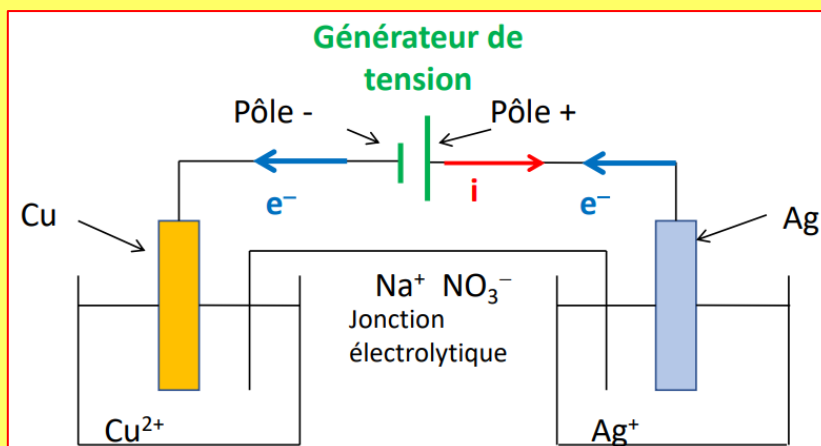 Générateur de
tension
Pôle -
Pôle +
e⁻
i
e⁻
Cu
Ag
Na⁺ NO₃⁻
Jonction
électrolytique
Cu²⁺
Ag⁺